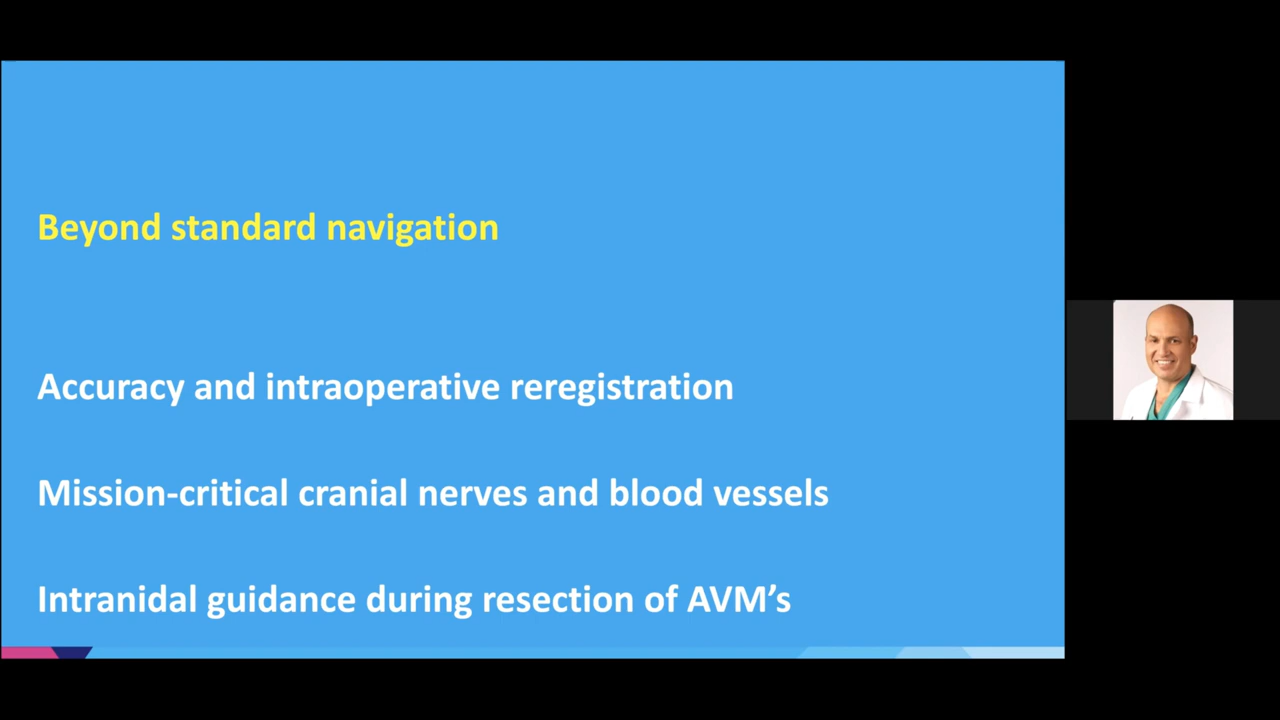 Beyond standard navigation
Accuracy and intraoperative reregistration
Mission-critical cranial nerves and blood vessels
Intranidal guidance during resection of AVM’s